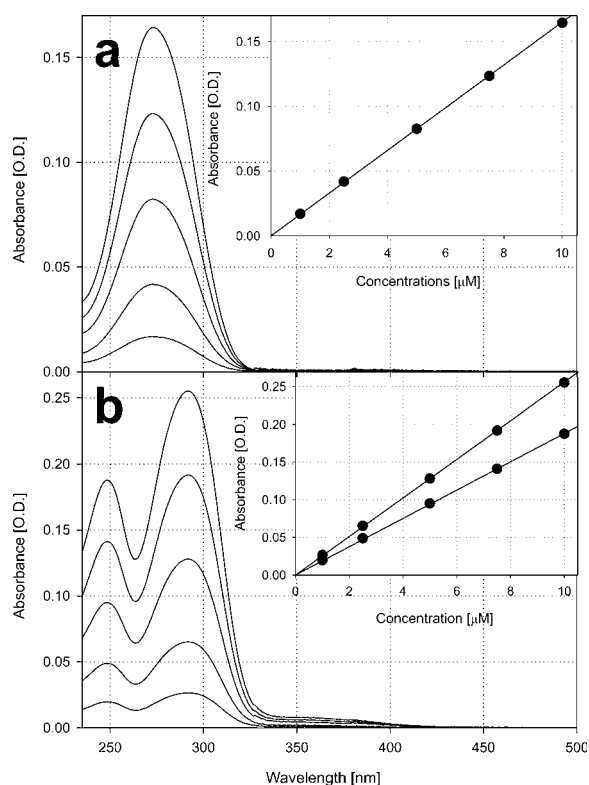 a
Absorbance [O.D.]
0.15
0.10
0.05
0.00
Absorbance [O.D.]
0.15
0.10
0.05
0.00
0 2 4 6 8 10
Concentrations [μM]
b
Absorbance [O.D.]
0.25
0.20
0.15
0.10
0.05
0.00
Absorbance [O.D.]
0.25
0.20
0.15
0.10
0.05
0.00
0 2 4 6 8 10
Concentration [μM]
250 300 350 400 450 500
Wavelength [nm]